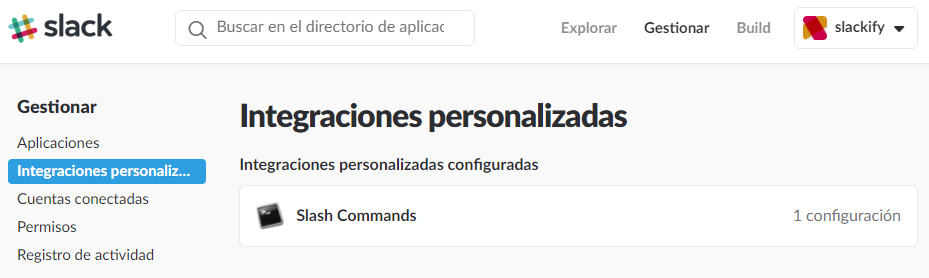 slack
Buscar en el directorio de aplicac
Explorar
Gestionar
Build
slackify
Gestionar
Aplicaciones
Integraciones personaliz...
Cuentas conectadas
Permisos
Registro de actividad
Integraciones personalizadas
Integraciones personalizadas configuradas
Slash Commands
1 configuración